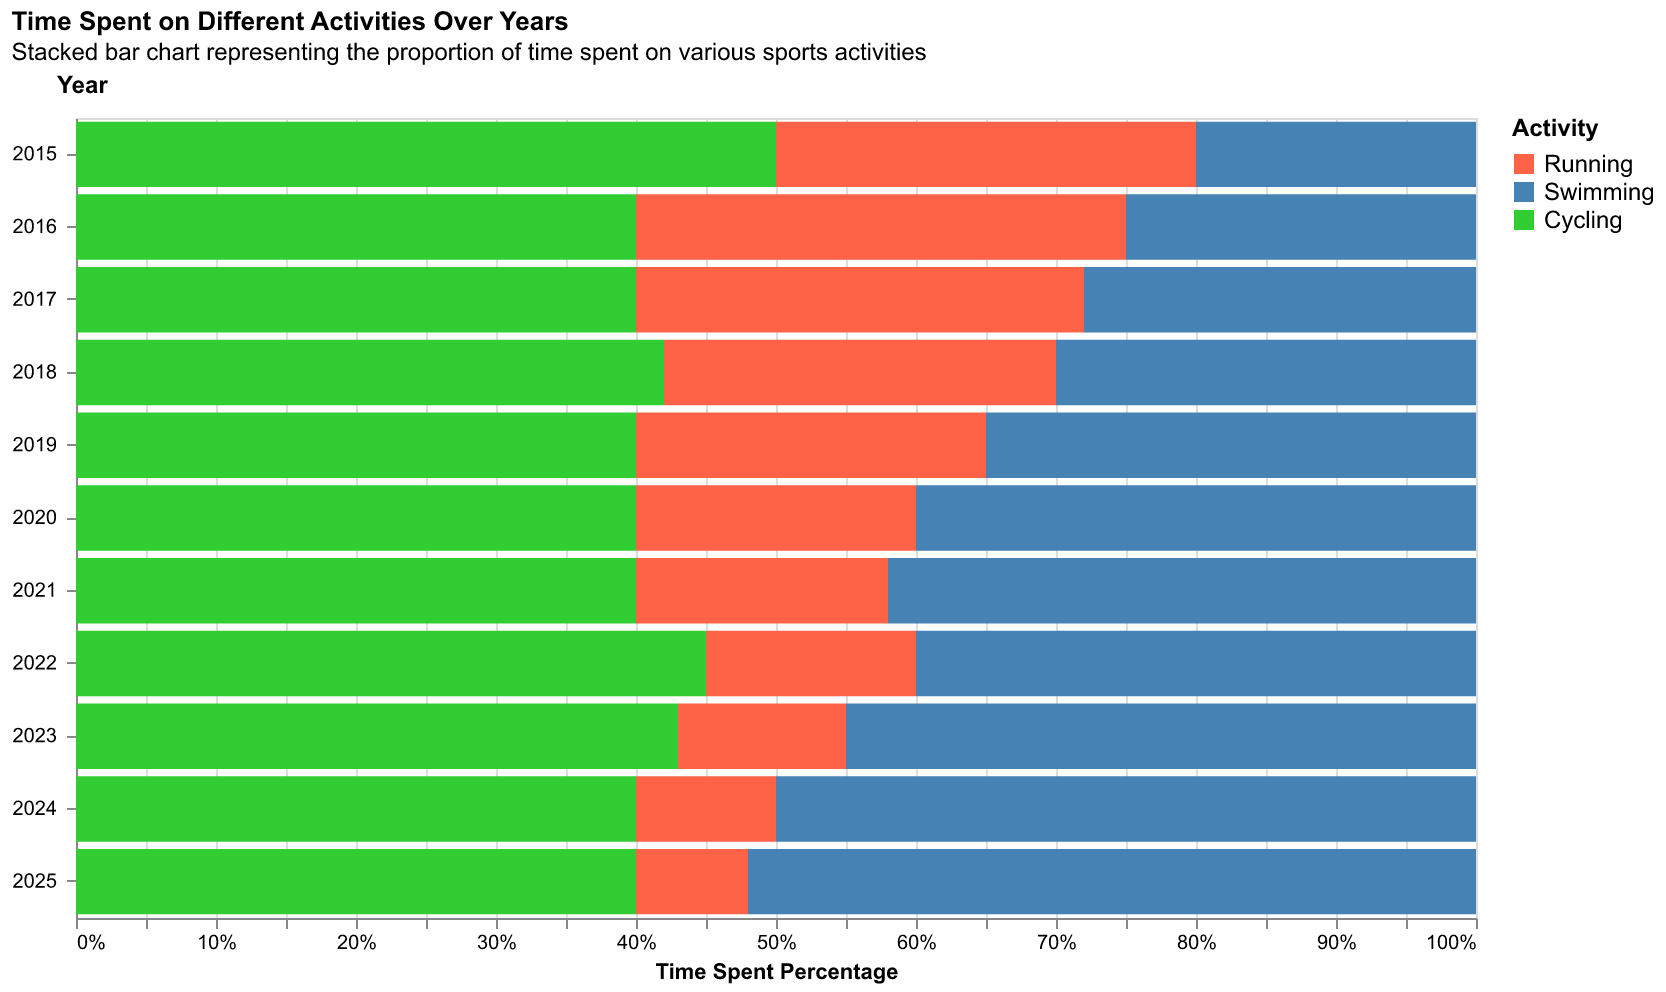 Time Spent on Different Activities Over Years
Stacked bar chart representing the proportion of time spent on various sports activities
Year
Activity
Running
Swimming
Cycling
2015
2016
2017
2018
2019
2020
2021
2022
2023
2024
2025
0% 10% 20% 30% 40% 50% 60% 70% 80% 90% 100%
Time Spent Percentage